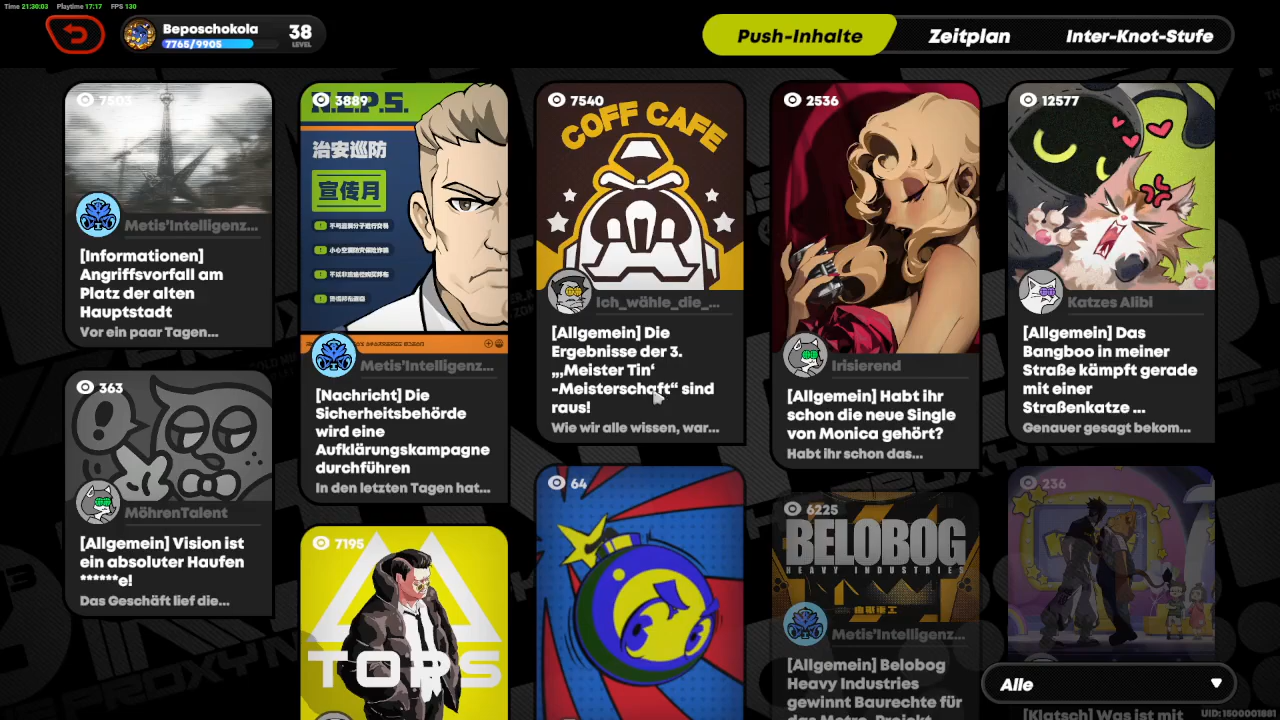 Time 21:30:03 Playtime 17:17 FPS 130
Beposchokola
7765/9905
38
LEVEL
Push-Inhalte
Zeitplan
Inter-Knot-Stufe
7503
Metis'Intelligenz...
[Informationen]
Angriffsvorfall am
Platz der alten
Hauptstadt
Vor ein paar Tagen...
363
MöhrenTalent
[Allgemein] Vision ist
ein absoluter Haufen
******e!
Das Geschäft lief die...
3889
N.E.P.S.
治安巡防
宣传月
Metis'Intelligenz...
[Nachricht] Die
Sicherheitsbehörde
wird eine
Aufklärungskampagne
durchführen
In den letzten Tagen hat...
7195
TOPS
7540
COFF CAFE
Ich_wähle_die_...
[Allgemein] Die
Ergebnisse der 3.
„‚Meister Tin‘
-Meisterschaft“ sind
raus!
Wie wir alle wissen, war...
64
2536
Irisierend
[Allgemein] Habt ihr
schon die neue Single
von Monica gehört?
Habt ihr schon das...
6225
BELOBOG
HEAVY INDUSTRIES
Metis'Intelligenz...
[Allgemein] Belobog
Heavy Industries
gewinnt Baurechte für
12577
Katzes Alibi
[Allgemein] Das
Bangboo in meiner
Straße kämpft gerade
mit einer
Straßenkatze ...
Genauer gesagt bekom...
236
Alle
[Klatsch] Was ist mit
UID: 1500001881